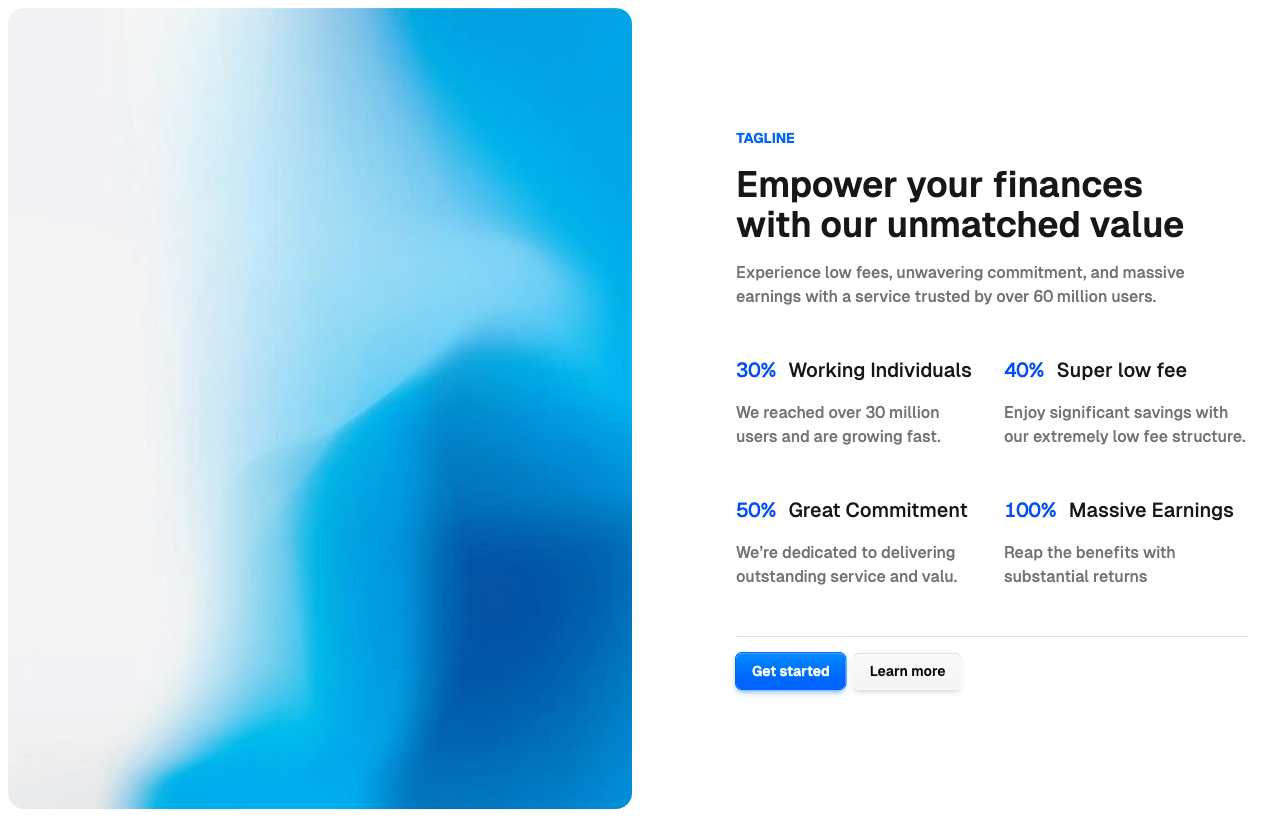 TAGLINE
Empower your finances
with our unmatched value
Experience low fees, unwavering commitment, and massive
earnings with a service trusted by over 60 million users.
30% Working Individuals
We reached over 30 million
users and are growing fast.
40% Super low fee
Enjoy significant savings with
our extremely low fee structure.
50% Great Commitment
We’re dedicated to delivering
outstanding service and valu.
100% Massive Earnings
Reap the benefits with
substantial returns
Get started
Learn more